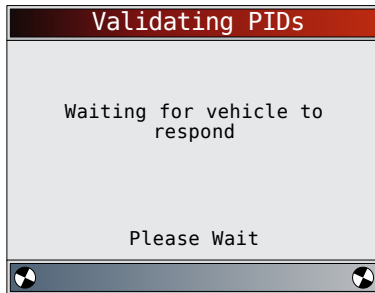 Validating PIDs
Waiting for vehicle to
respond
Please Wait